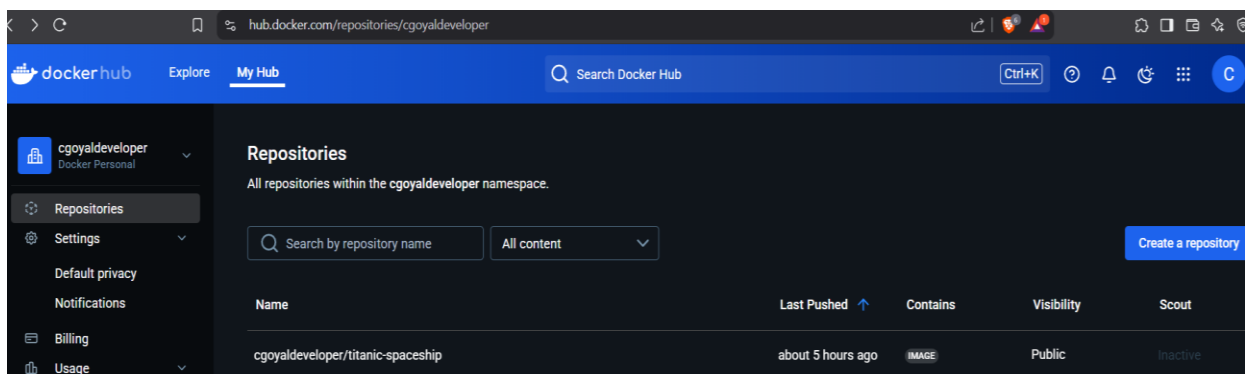 hub.docker.com/repositories/cgoyaldeveloper
dockerhub Explore My Hub Search Docker Hub Ctrl+K C
cgoyaldeveloper
Docker Personal
Repositories
Settings
Default privacy
Notifications
Billing
Usage
Repositories
All repositories within the cgoyaldeveloper namespace.
Search by repository name All content Create a repository
Name Last Pushed Contains Visibility Scout
cgoyaldeveloper/titanic-spaceship about 5 hours ago IMAGE Public Inactive